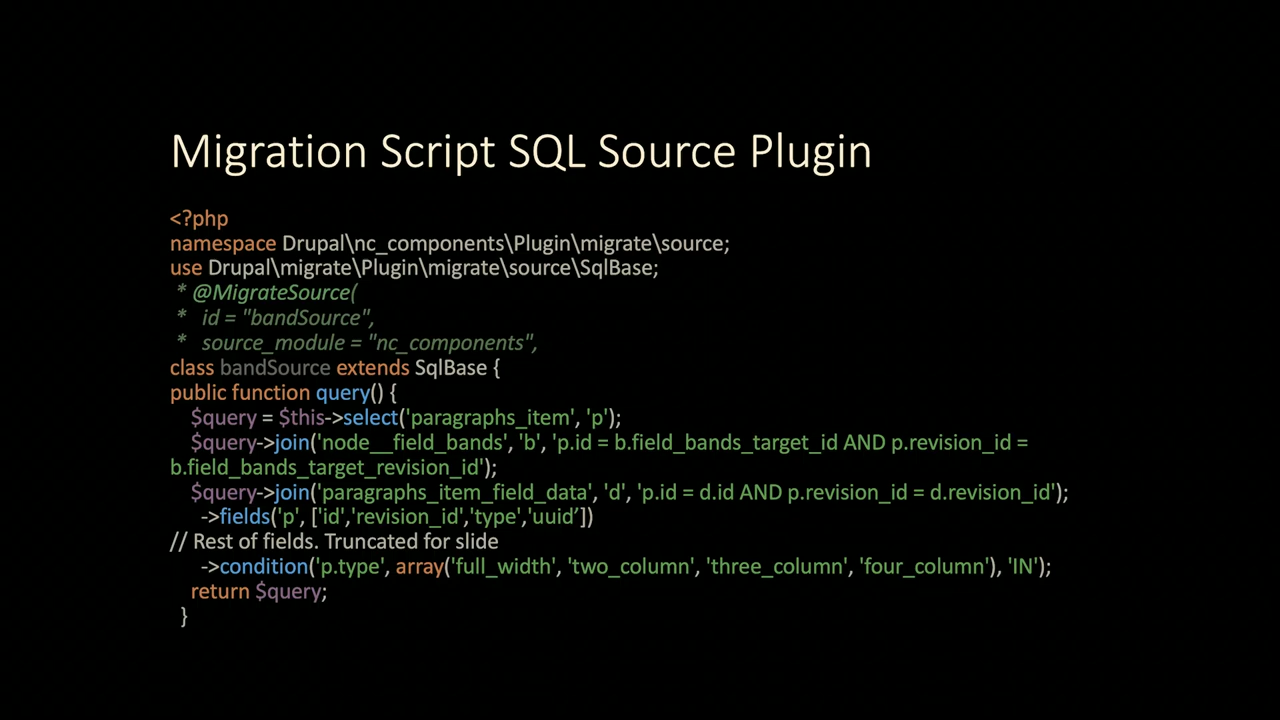 Migration Script SQL Source Plugin
<?php
namespace Drupal\nc_components\Plugin\migrate\source;
use Drupal\migrate\Plugin\migrate\source\SqlBase;
* @MigrateSource(
*   id = "bandSource",
*   source_module = "nc_components",
class bandSource extends SqlBase {
public function query() {
$query = $this->select('paragraphs_item', 'p');
$query->join('node__field_bands', 'b', 'p.id = b.field_bands_target_id AND p.revision_id =
b.field_bands_target_revision_id');
$query->join('paragraphs_item_field_data', 'd', 'p.id = d.id AND p.revision_id = d.revision_id');
->fields('p', ['id','revision_id','type','uuid’])
// Rest of fields. Truncated for slide
->condition('p.type', array('full_width', 'two_column', 'three_column', 'four_column'), 'IN');
return $query;
}